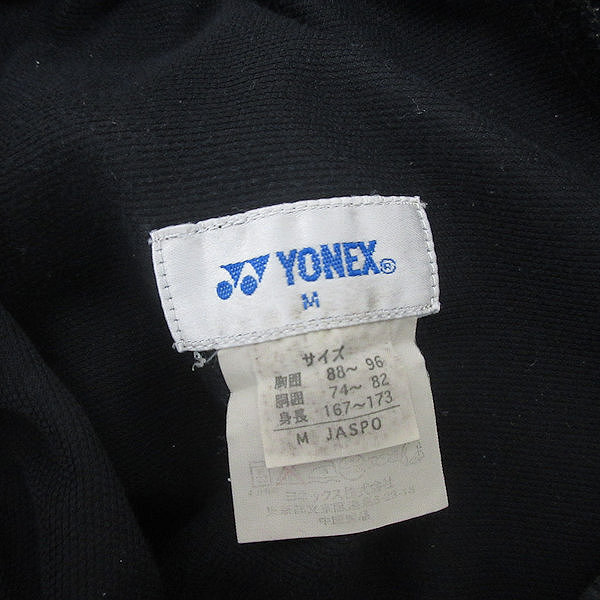 YONEX®
M
サイズ
胸囲 88～96
胴囲 74～82
身長 167～173
M JASPO
ヨネックス株式会社
中国製